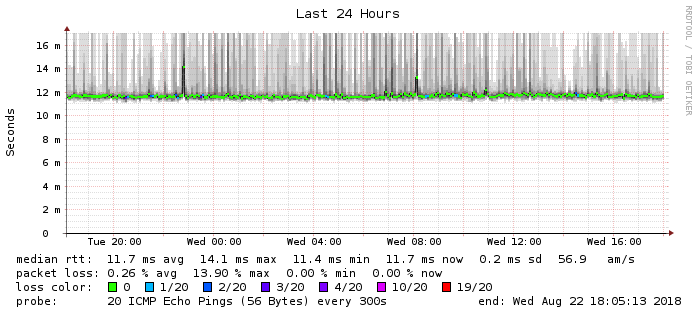 Last 24 Hours
RRDTOOL / TOBI OETIKER
Seconds
16 m
14 m
12 m
10 m
8 m
6 m
4 m
2 m
0
Tue 20:00 Wed 00:00 Wed 04:00 Wed 08:00 Wed 12:00 Wed 16:00
median rtt: 11.7 ms avg 14.1 ms max 11.4 ms min 11.7 ms now 0.2 ms sd 56.9 am/s
packet loss: 0.26 % avg 13.90 % max 0.00 % min 0.00 % now
loss color: 0 1/20 2/20 3/20 4/20 10/20 19/20
probe: 20 ICMP Echo Pings (56 Bytes) every 300s end: Wed Aug 22 18:05:13 2018